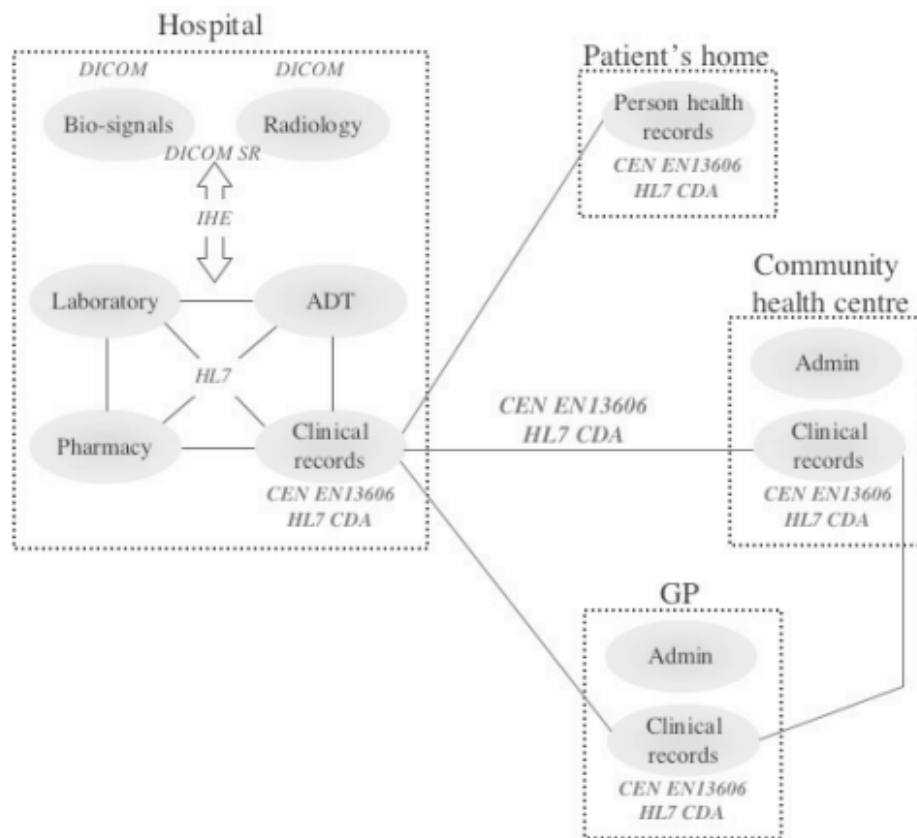 Hospital
DICOM
DICOM
Bio-signals
Radiology
DICOM SR
IHE
Laboratory
ADT
HL7
Pharmacy
Clinical
records
CEN EN13606
HL7 CDA
Patient's home
Person health
records
CEN EN13606
HL7 CDA
CEN EN13606
HL7 CDA
Community
health centre
Admin
Clinical
records
CEN EN13606
HL7 CDA
GP
Admin
Clinical
records
CEN EN13606
HL7 CDA